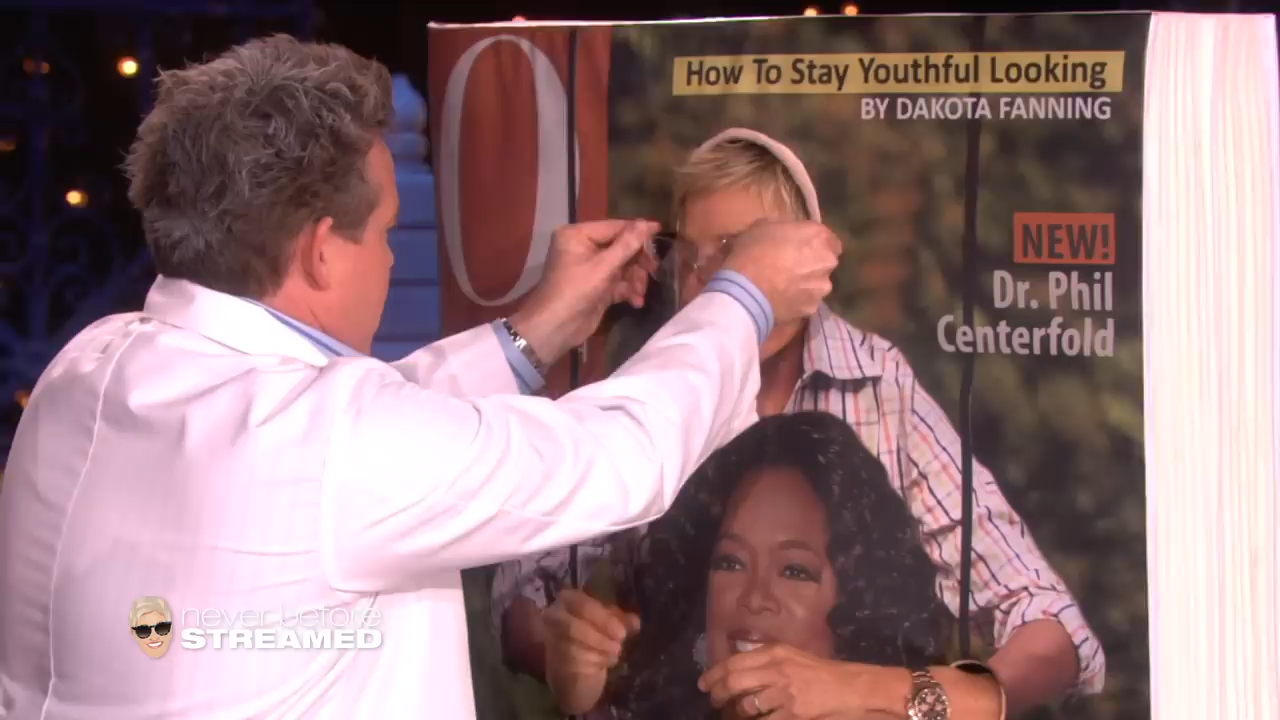 O
How To Stay Youthful Looking
BY DAKOTA FANNING
NEW!
Dr. Phil
Centerfold
never before
STREAMED